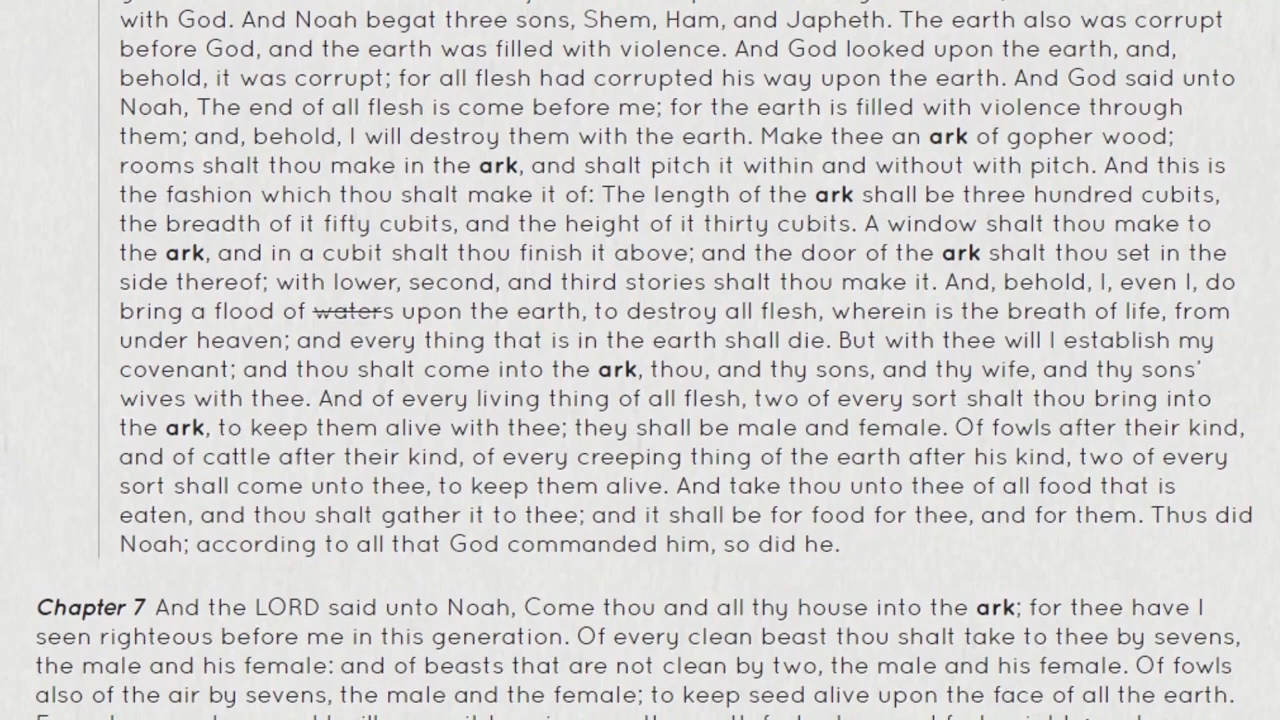 with God. And Noah begat three sons, Shem, Ham, and Japheth. The earth also was corrupt
before God, and the earth was filled with violence. And God looked upon the earth, and,
behold, it was corrupt; for all flesh had corrupted his way upon the earth. And God said unto
Noah, The end of all flesh is come before me; for the earth is filled with violence through
them; and, behold, I will destroy them with the earth. Make thee an ark of gopher wood;
rooms shalt thou make in the ark, and shalt pitch it within and without with pitch. And this is
the fashion which thou shalt make it of: The length of the ark shall be three hundred cubits,
the breadth of it fifty cubits, and the height of it thirty cubits. A window shalt thou make to
the ark, and in a cubit shalt thou finish it above; and the door of the ark shalt thou set in the
side thereof; with lower, second, and third stories shalt thou make it. And, behold, I, even I, do
bring a flood of waters upon the earth, to destroy all flesh, wherein is the breath of life, from
under heaven; and every thing that is in the earth shall die. But with thee will I establish my
covenant; and thou shalt come into the ark, thou, and thy sons, and thy wife, and thy sons’
wives with thee. And of every living thing of all flesh, two of every sort shalt thou bring into
the ark, to keep them alive with thee; they shall be male and female. Of fowls after their kind,
and of cattle after their kind, of every creeping thing of the earth after his kind, two of every
sort shall come unto thee, to keep them alive. And take thou unto thee of all food that is
eaten, and thou shalt gather it to thee; and it shall be for food for thee, and for them. Thus did
Noah; according to all that God commanded him, so did he.
Chapter 7 And the LORD said unto Noah, Come thou and all thy house into the ark; for thee have I
seen righteous before me in this generation. Of every clean beast thou shalt take to thee by sevens,
the male and his female: and of beasts that are not clean by two, the male and his female. Of fowls
also of the air by sevens, the male and the female; to keep seed alive upon the face of all the earth.